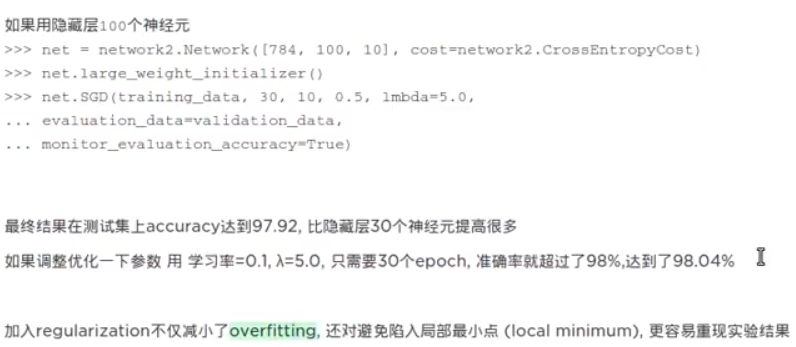 如果用隐藏层100个神经元
>>> net = network2.Network([784, 100, 10], cost=network2.CrossEntropyCost)
>>> net.large_weight_initializer()
>>> net.SGD(training_data, 30, 10, 0.5, lmbda=5.0,
... evaluation_data=validation_data,
... monitor_evaluation_accuracy=True)
最终结果在测试集上accuracy达到97.92, 比隐藏层30个神经元提高很多
如果调整优化一下参数 用 学习率=0.1, λ=5.0, 只需要30个epoch, 准确率就超过了98%,达到了98.04%
加入regularization不仅减小了overfitting, 还对避免陷入局部最小点 (local minimum), 更容易重现实验结果